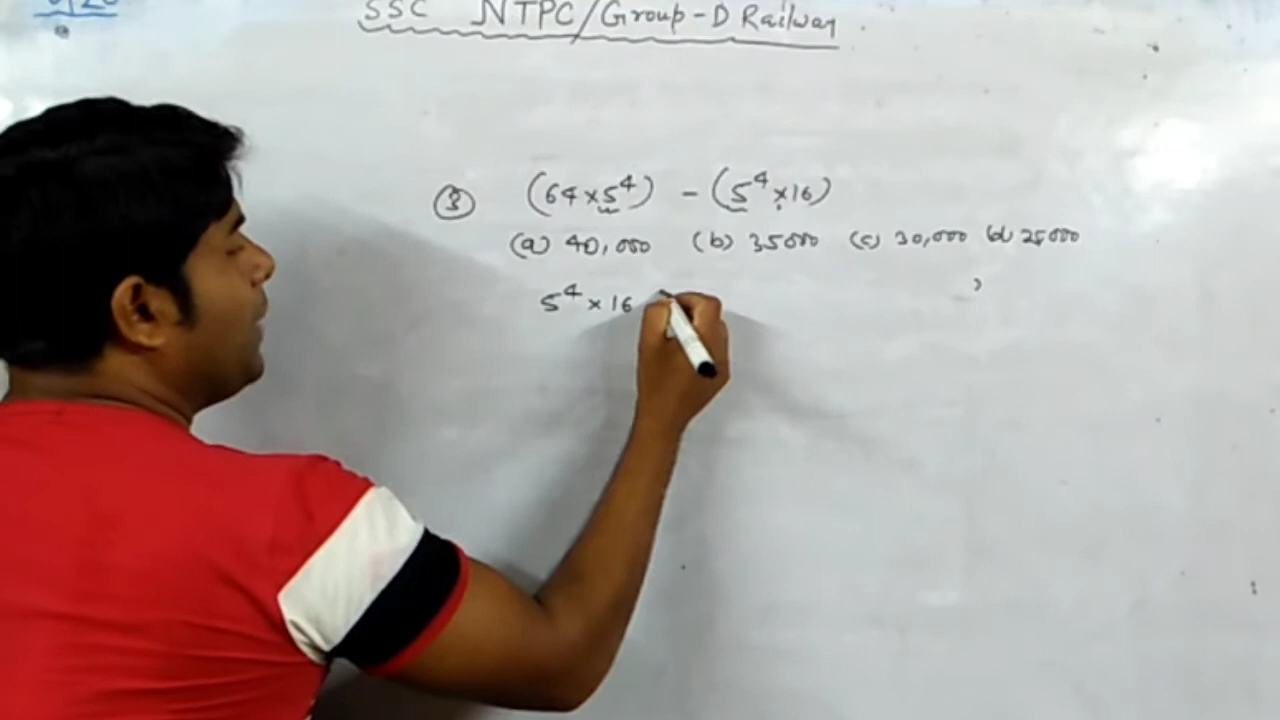 SSC NTPC/Group-D Railway
③ (64×5⁴) - (5⁴×16)
(a) 40,000 (b) 35000 (c) 30,000 (d) 25000
5⁴×16